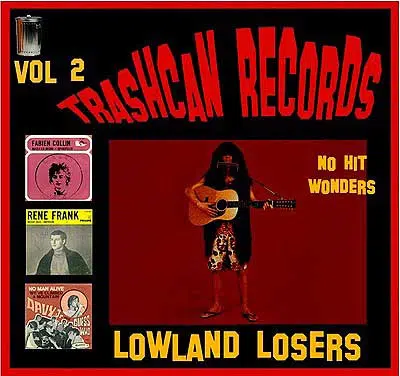 VOL 2
TRASHCAN RECORDS
FABIEN COLLIN
RENE FRANK
NO MAN ALIVE
A MOUNTAIN
NO HIT
WONDERS
LOWLAND LOSERS